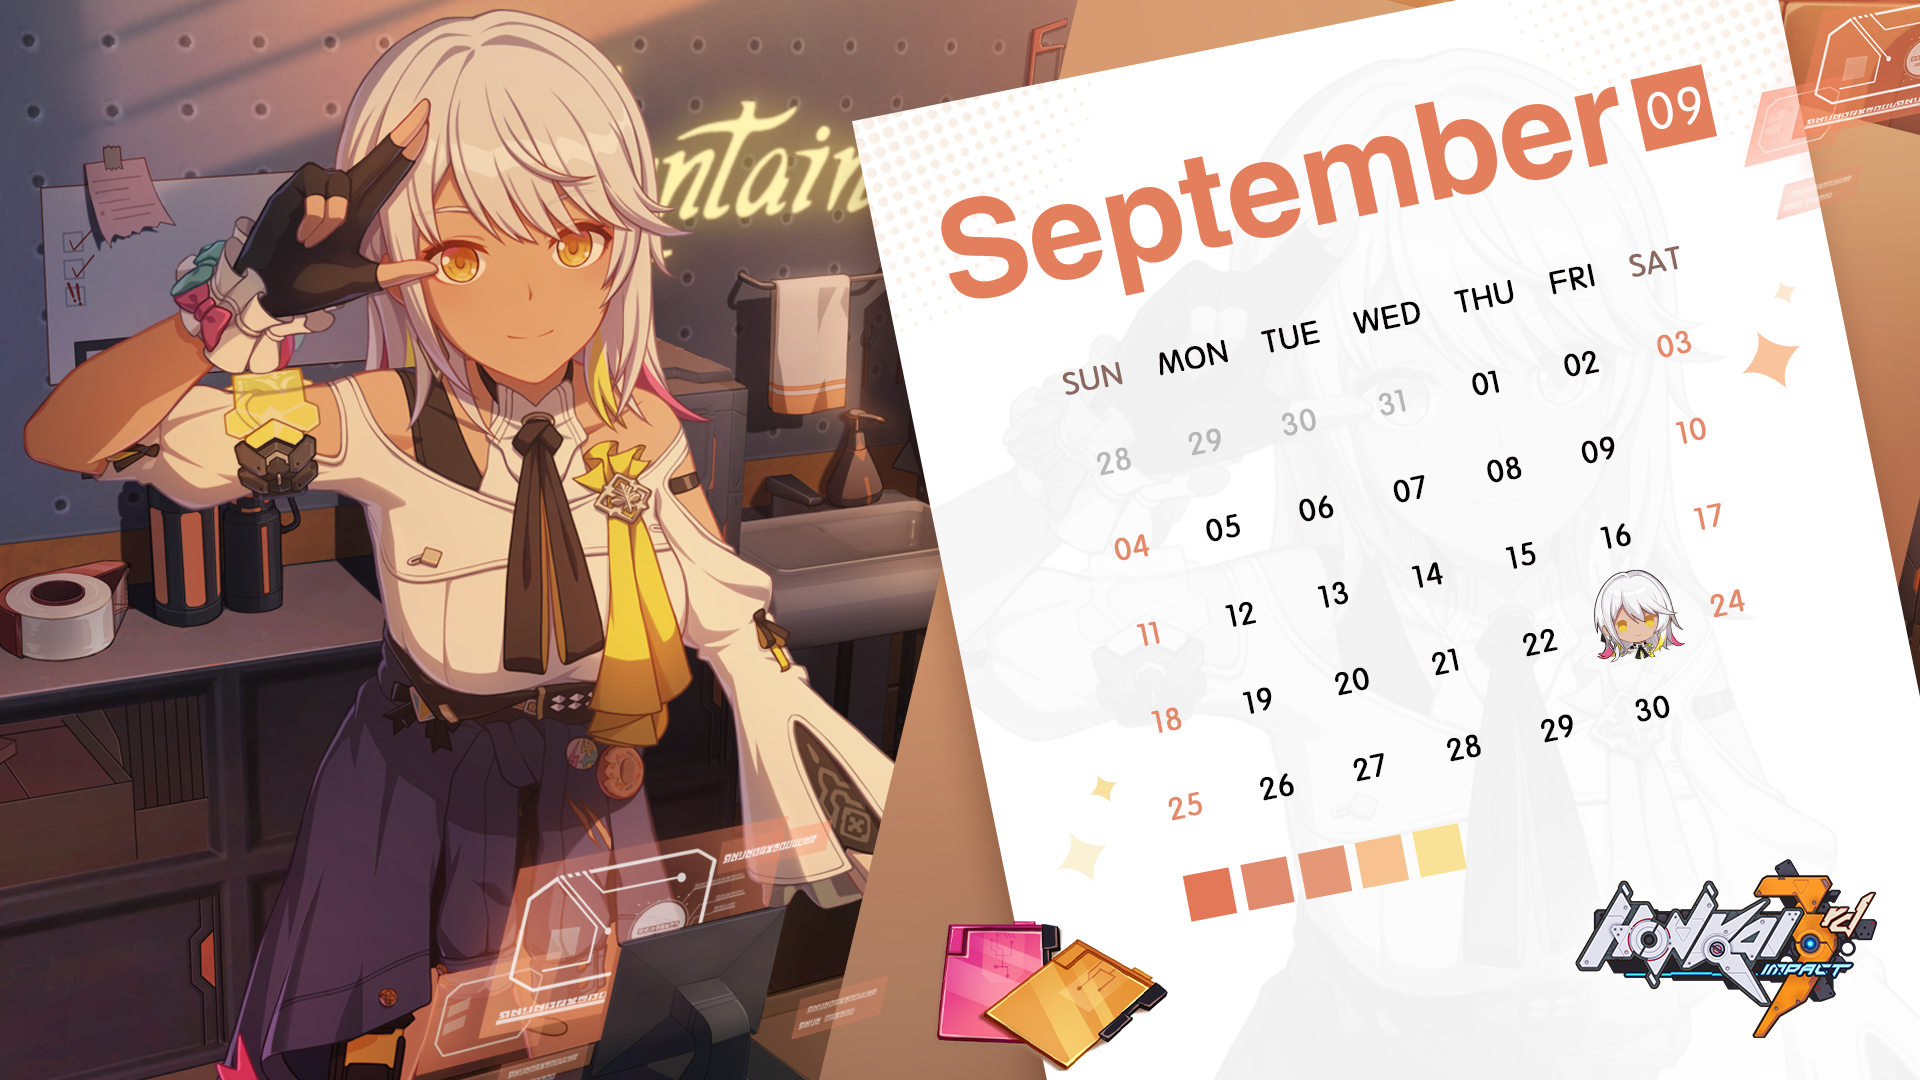 ntain
September 09
SUN MON TUE WED THU FRI SAT
28 29 30 31 01 02 03
04 05 06 07 08 09 10
11 12 13 14 15 16 17
18 19 20 21 22 24
25 26 27 28 29 30
HONKAI 3rd
IMPACT